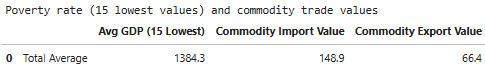 Poverty rate (15 lowest values) and commodity trade values
Avg GDP (15 Lowest) Commodity Import Value Commodity Export Value
0 Total Average 1384.3 148.9 66.4